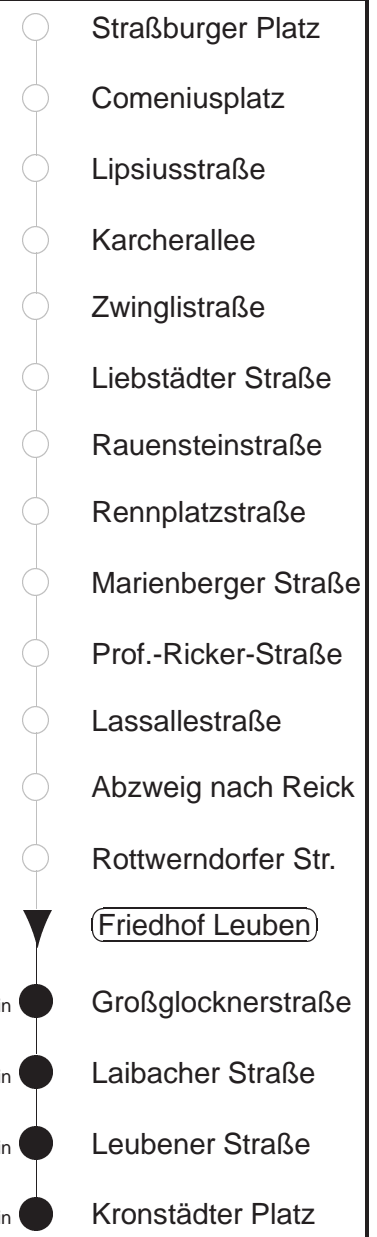 Straßburger Platz
Comeniusplatz
Lipsiusstraße
Karcherallee
Zwinglistraße
Liebstädter Straße
Rauensteinstraße
Rennplatzstraße
Marienberger Straße
Prof.-Ricker-Straße
Lassallestraße
Abzweig nach Reick
Rottwerndorfer Str.
Friedhof Leuben
Großglocknerstraße
Laibacher Straße
Leubener Straße
Kronstädter Platz